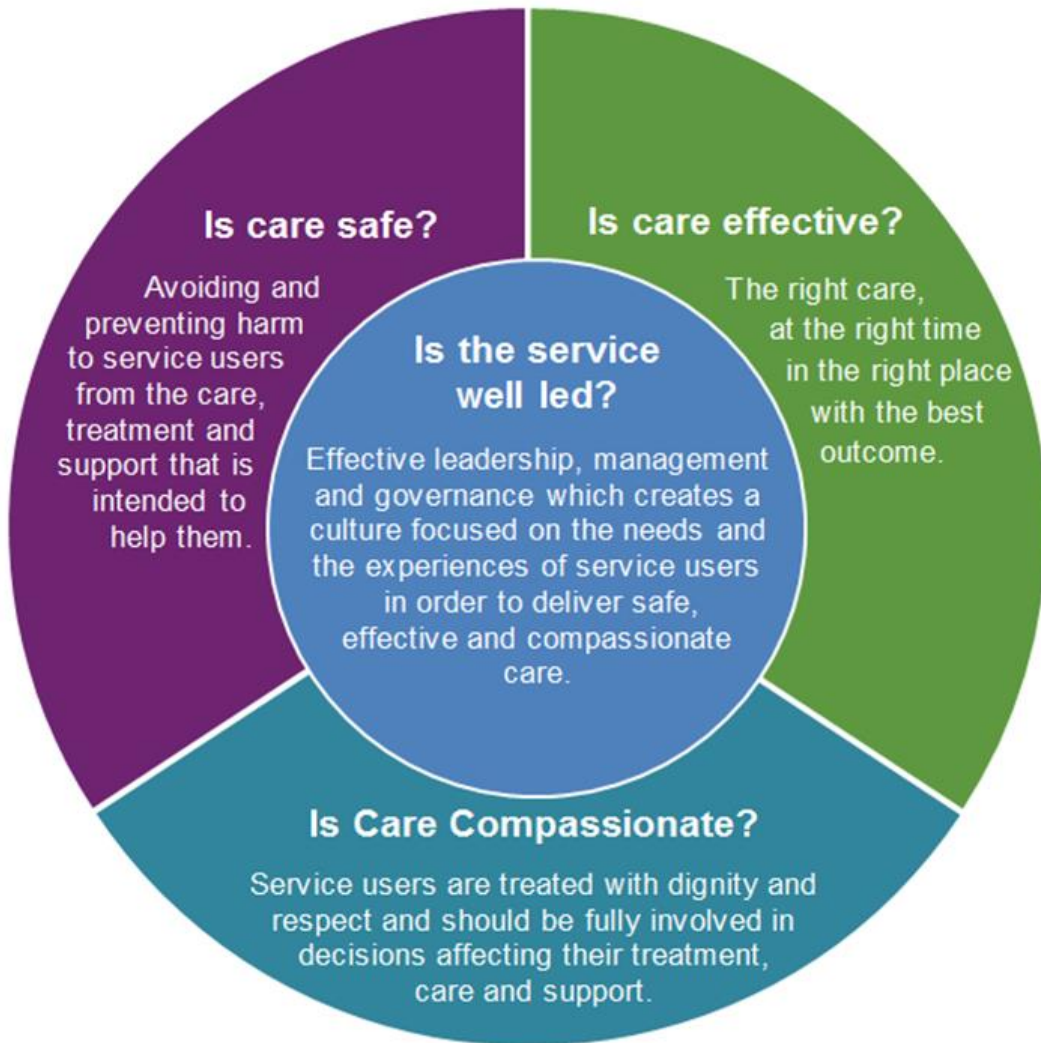 Is care safe?
Avoiding and
preventing harm
to service users
from the care,
treatment and
support that is
intended to
help them.
Is care effective?
The right care,
at the right time
in the right place
with the best
outcome.
Is the service
well led?
Effective leadership, management
and governance which creates a
culture focused on the needs and
the experiences of service users
in order to deliver safe,
effective and compassionate
care.
Is Care Compassionate?
Service users are treated with dignity and
respect and should be fully involved in
decisions affecting their treatment,
care and support.